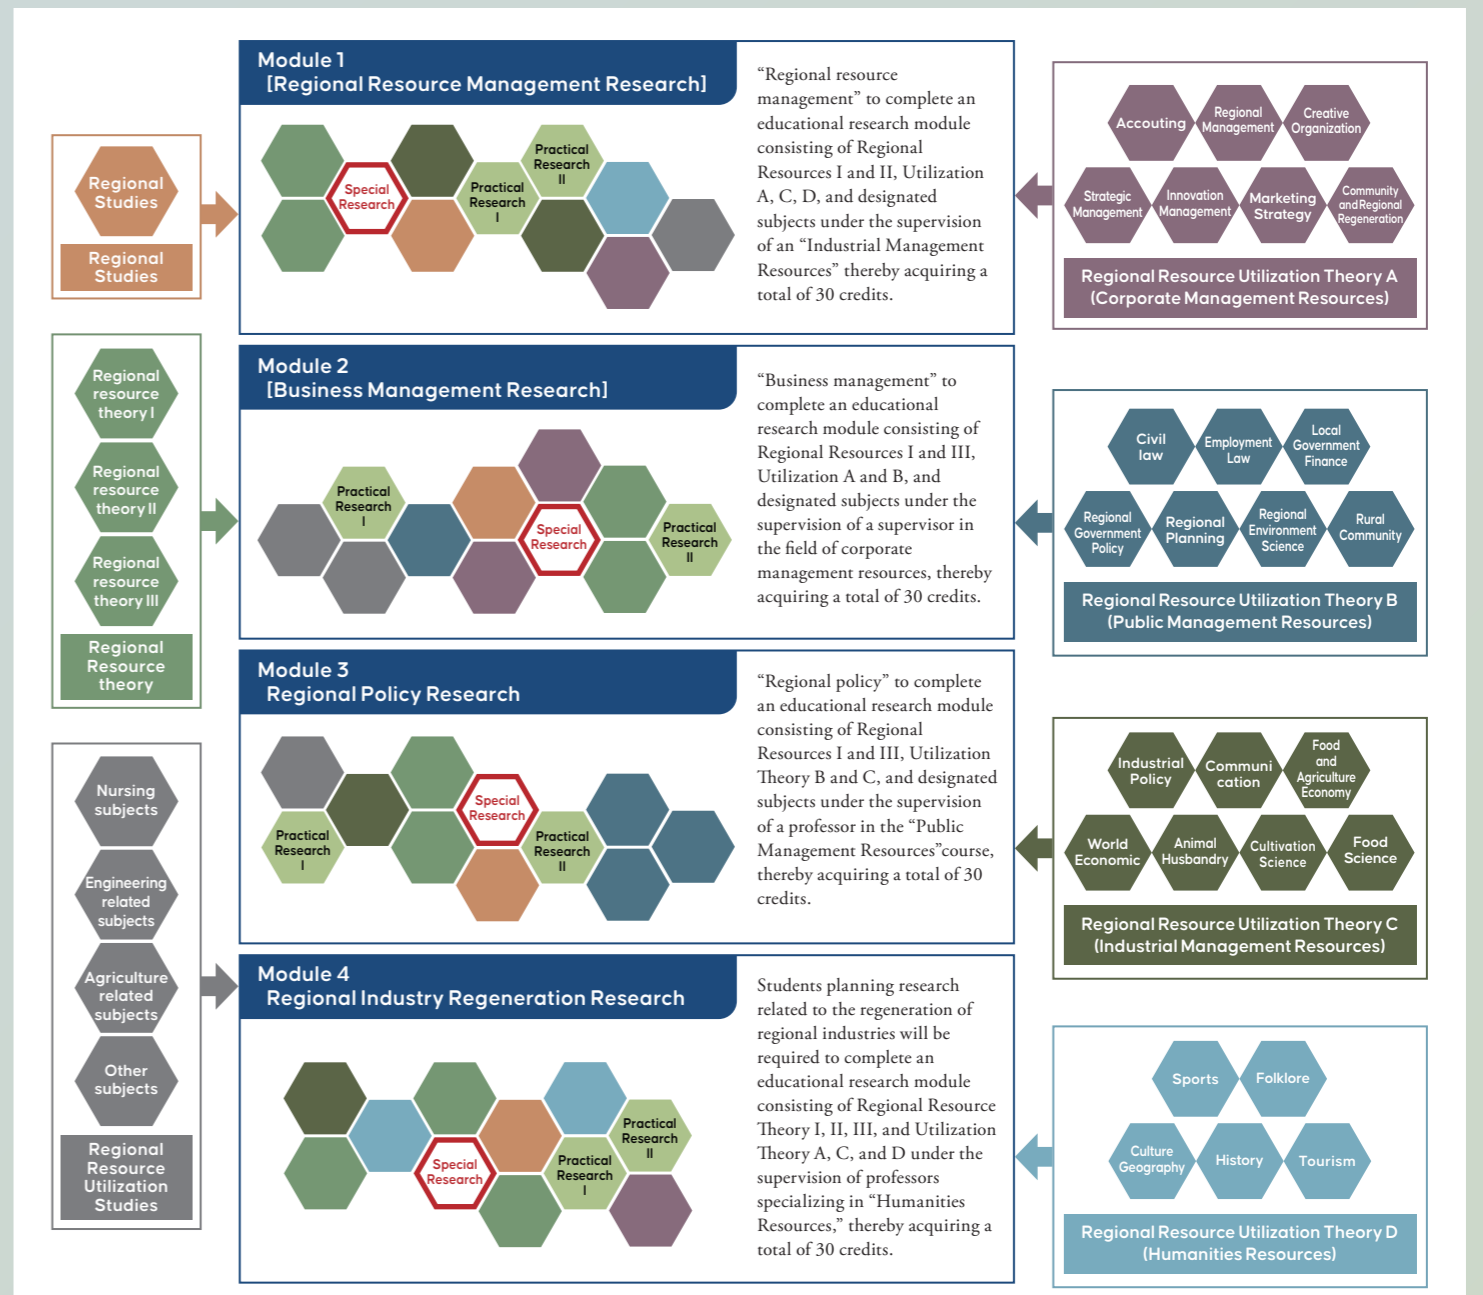 Regional
Studies
Regional
Studies
Regional
resource
theory I
Regional
resource
theory II
Regional
resource
theory III
Regional
Resource
theory
Nursing
subjects
Engineering
related
subjects
Agriculture
related
subjects
Other
subjects
Regional
Resource
Utilization
Studies
Module 1
[Regional Resource Management Research]
Special
Research
Practical
Research
I
Practical
Research
II
“Regional resource
management” to complete an
educational research module
consisting of Regional
Resources I and II, Utilization
A, C, D, and designated
subjects under the supervision
of an “Industrial Management
Resources” thereby acquiring a
total of 30 credits.
Module 2
[Business Management Research]
Practical
Research
I
Special
Research
Practical
Research
II
“Business management” to
complete an educational
research module consisting of
Regional Resources I and III,
Utilization A and B, and
designated subjects under the
supervision of a supervisor in
the field of corporate
management resources, thereby
acquiring a total of 30 credits.
Module 3
Regional Policy Research
Practical
Research
I
Special
Research
Practical
Research
II
“Regional policy” to complete
an educational research module
consisting of Regional
Resources I and III, Utilization
Theory B and C, and designated
subjects under the supervision
of a professor in the “Public
Management Resources”course,
thereby acquiring a total of 30
credits.
Module 4
Regional Industry Regeneration Research
Special
Research
Practical
Research
I
Practical
Research
II
Students planning research
related to the regeneration of
regional industries will be
required to complete an
educational research module
consisting of Regional Resource
Theory I, II, III, and Utilization
Theory A, C, and D under the
supervision of professors
specializing in “Humanities
Resources,” thereby acquiring a
total of 30 credits.
Accouting
Regional
Management
Creative
Organization
Strategic
Management
Innovation
Management
Marketing
Strategy
Community
and Regional
Regeneration
Regional Resource Utilization Theory A
(Corporate Management Resources)
Civil
law
Employment
Law
Local
Government
Finance
Regional
Government
Policy
Regional
Planning
Regional
Environment
Science
Rural
Community
Regional Resource Utilization Theory B
(Public Management Resources)
Industrial
Policy
Communi
cation
Food
and
Agriculture
Economy
World
Economic
Animal
Husbandry
Cultivation
Science
Food
Science
Regional Resource Utilization Theory C
(Industrial Management Resources)
Sports
Folklore
Culture
Geography
History
Tourism
Regional Resource Utilization Theory D
(Humanities Resources)